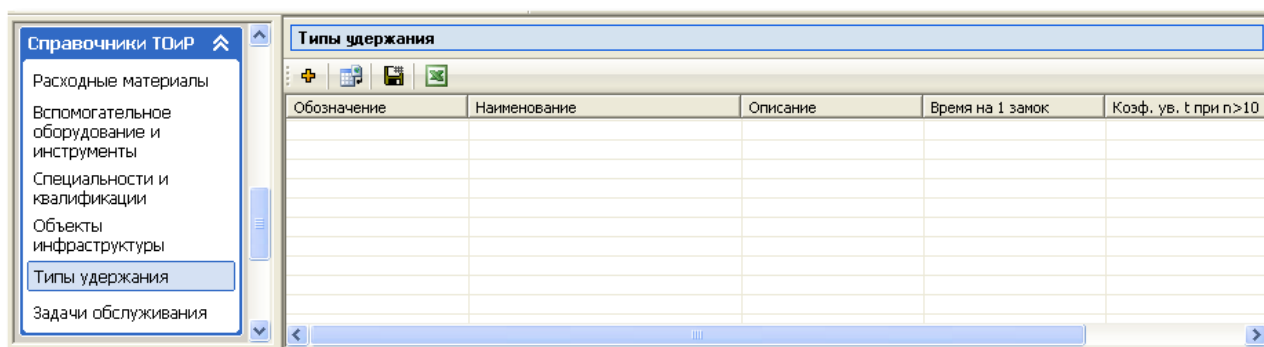 Справочники ТОиР
Расходные материалы
Вспомогательное
оборудование и
инструменты
Специальности и
квалификации
Объекты
инфраструктуры
Типы удержания
Задачи обслуживания
Типы удержания
Обозначение Наименование Описание Время на 1 замок Коэф. ув. t при n>10